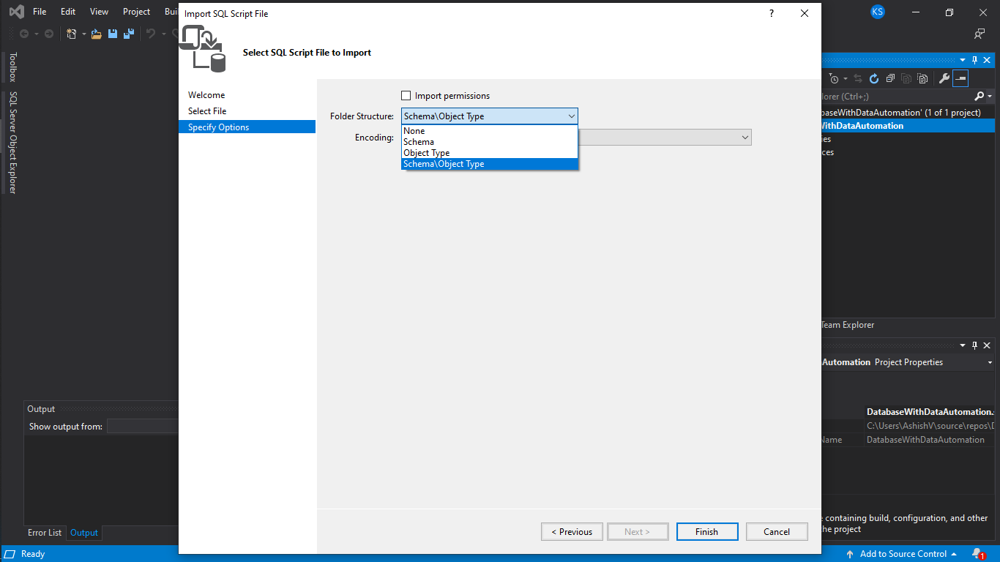 File Edit View Project Bui
Import SQL Script File
?
KS
Select SQL Script File to Import
Toolbox
SQL Server Object Explorer
Welcome
Select File
Specify Options
Import permissions
Folder Structure: Schema\Object Type
None
Schema
Object Type
Schema\Object Type
Encoding:
lorer (Ctrl+;)
baseWithDataAutomation' (1 of 1 project)
WithDataAutomation
ies
ces
Team Explorer
Automation Project Properties
DatabaseWithDataAutomation.s
C:\Users\AshishV\source\repos\D
Name DatabaseWithDataAutomation
e containing build, configuration, and other
the project
Output
Show output from:
Error List Output
< Previous Next > Finish Cancel
Ready
Add to Source Control
1